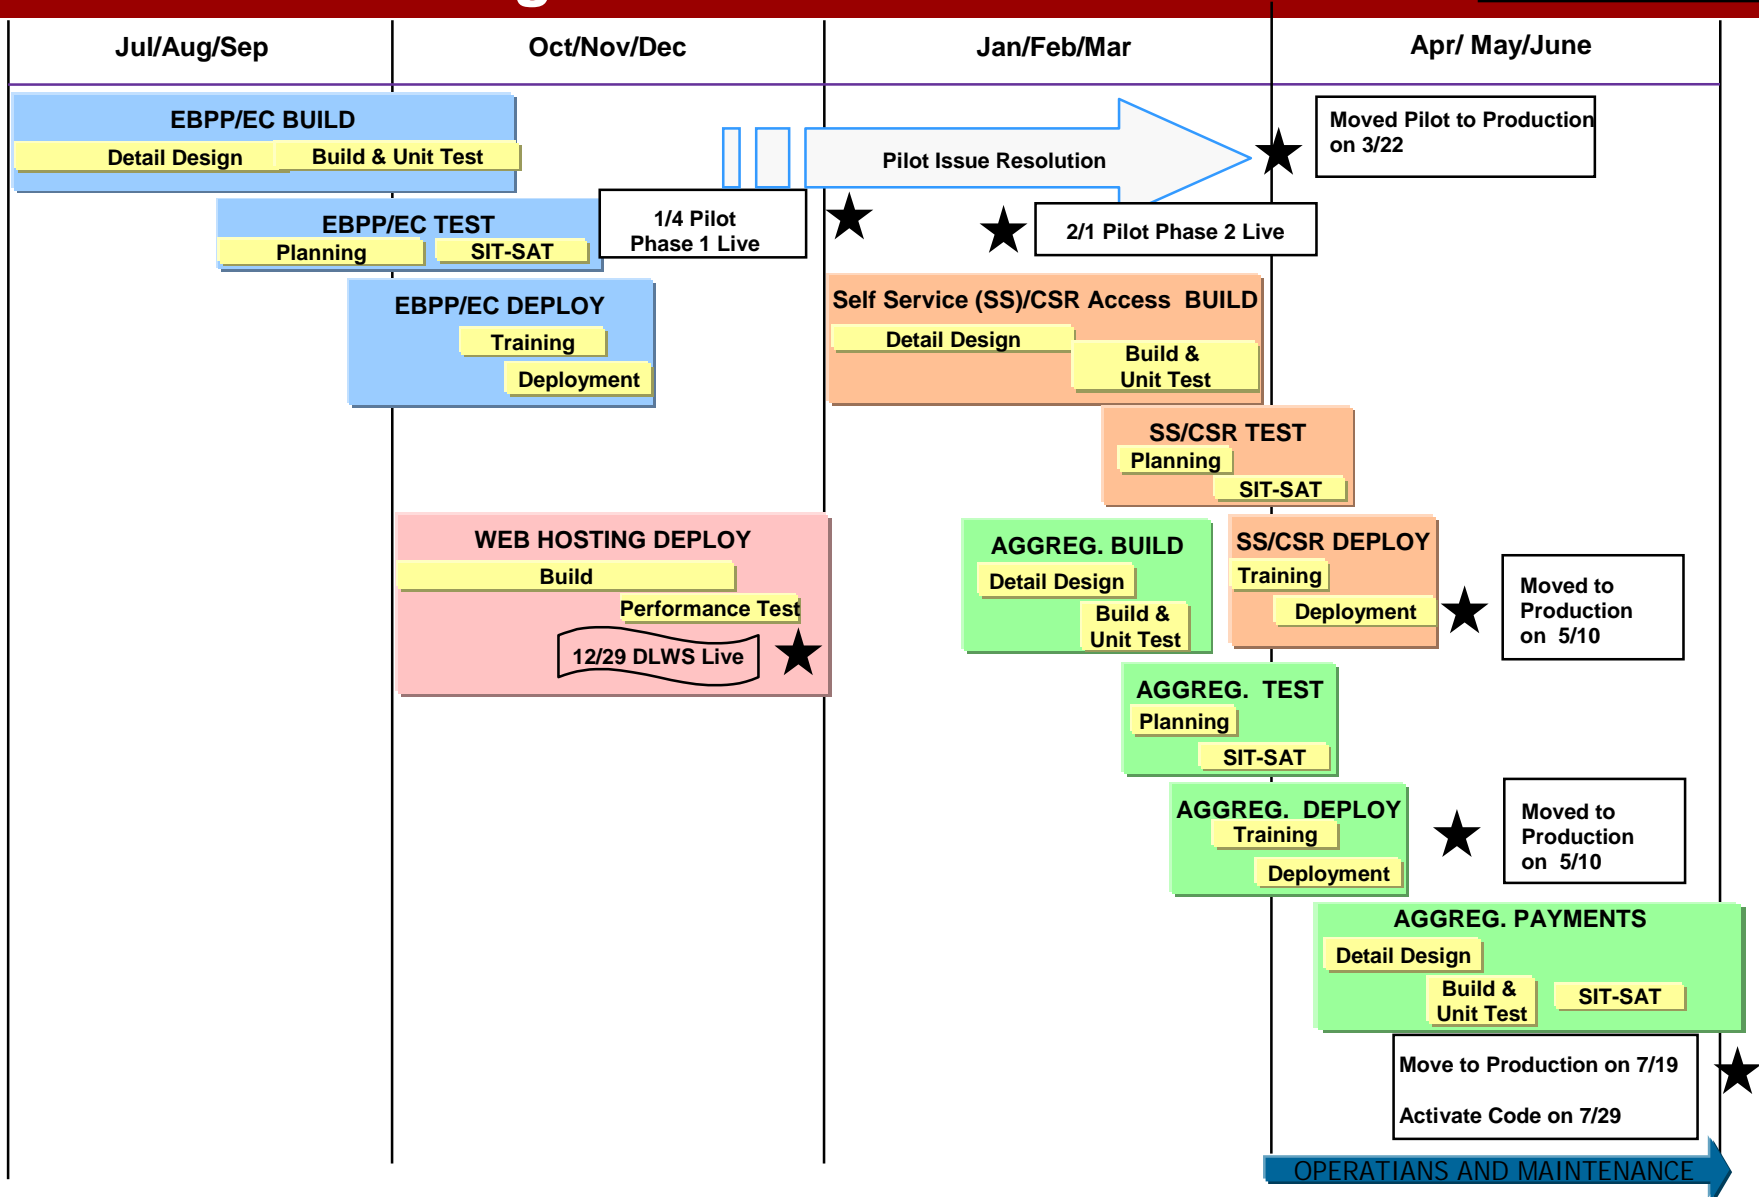 Jul/Aug/Sep
Oct/Nov/Dec
Jan/Feb/Mar
Apr/ May/June
EBPP/EC BUILD
Detail Design
Build & Unit Test
Pilot Issue Resolution
Moved Pilot to Production
on 3/22
EBPP/EC TEST
Planning
SIT-SAT
1/4 Pilot
Phase 1 Live
2/1 Pilot Phase 2 Live
EBPP/EC DEPLOY
Training
Deployment
Self Service (SS)/CSR Access BUILD
Detail Design
Build &
Unit Test
SS/CSR TEST
Planning
SIT-SAT
WEB HOSTING DEPLOY
Build
Performance Test
12/29 DLWS Live
AGGREG. BUILD
Detail Design
Build &
Unit Test
SS/CSR DEPLOY
Training
Deployment
Moved to
Production
on 5/10
AGGREG. TEST
Planning
SIT-SAT
AGGREG. DEPLOY
Training
Deployment
Moved to
Production
on 5/10
AGGREG. PAYMENTS
Detail Design
Build &
Unit Test
SIT-SAT
Move to Production on 7/19
Activate Code on 7/29
OPERATIANS AND MAINTENANCE